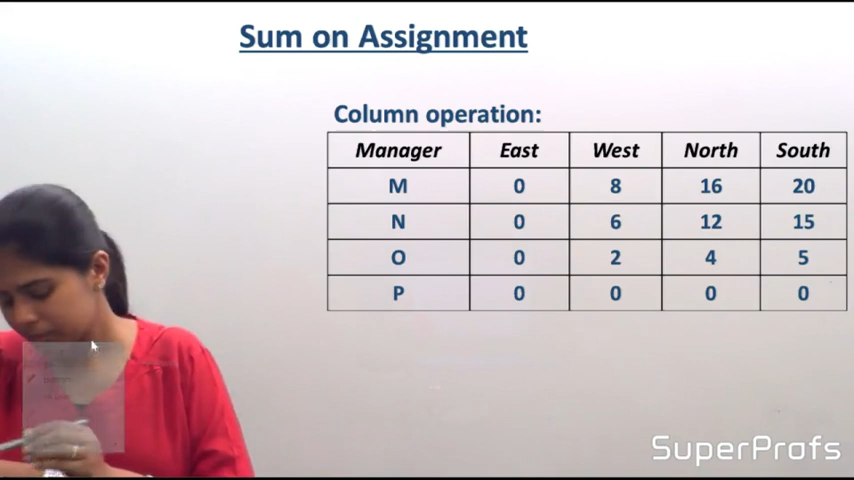 Sum on Assignment
Column operation:
Manager East West North South
M 0 8 16 20
N 0 6 12 15
O 0 2 4 5
P 0 0 0 0
SuperProfs